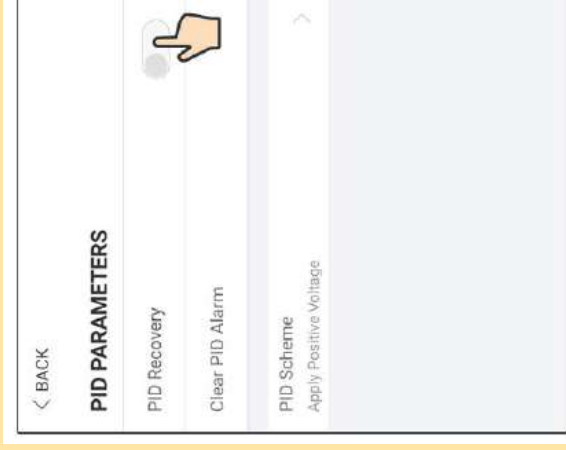 BACK
PID PARAMETERS
PID Recovery
Clear PID Alarm
PID Scheme
Apply Positive Voltage